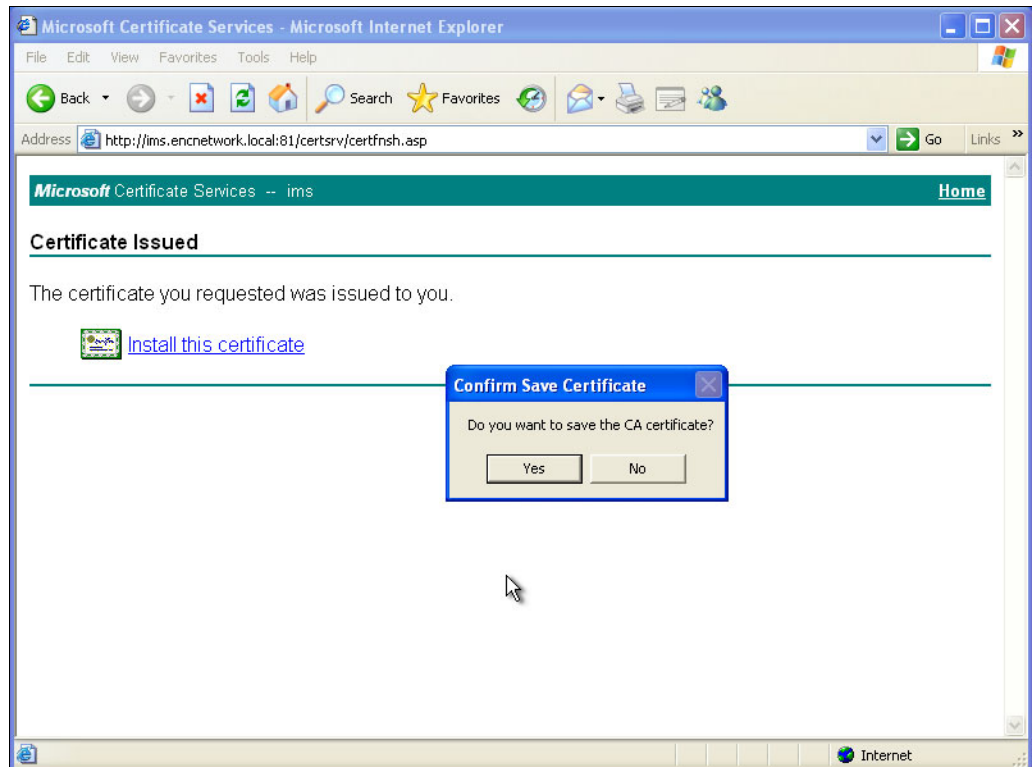 Microsoft Certificate Services - Microsoft Internet Explorer
File Edit View Favorites Tools Help
Back Search Favorites
Address http://ims.encnetwork.local:81/certsrv/certfnsh.asp Go Links »
Microsoft Certificate Services -- ims Home
Certificate Issued
The certificate you requested was issued to you.
Install this certificate
Confirm Save Certificate
Do you want to save the CA certificate?
Yes No
Internet